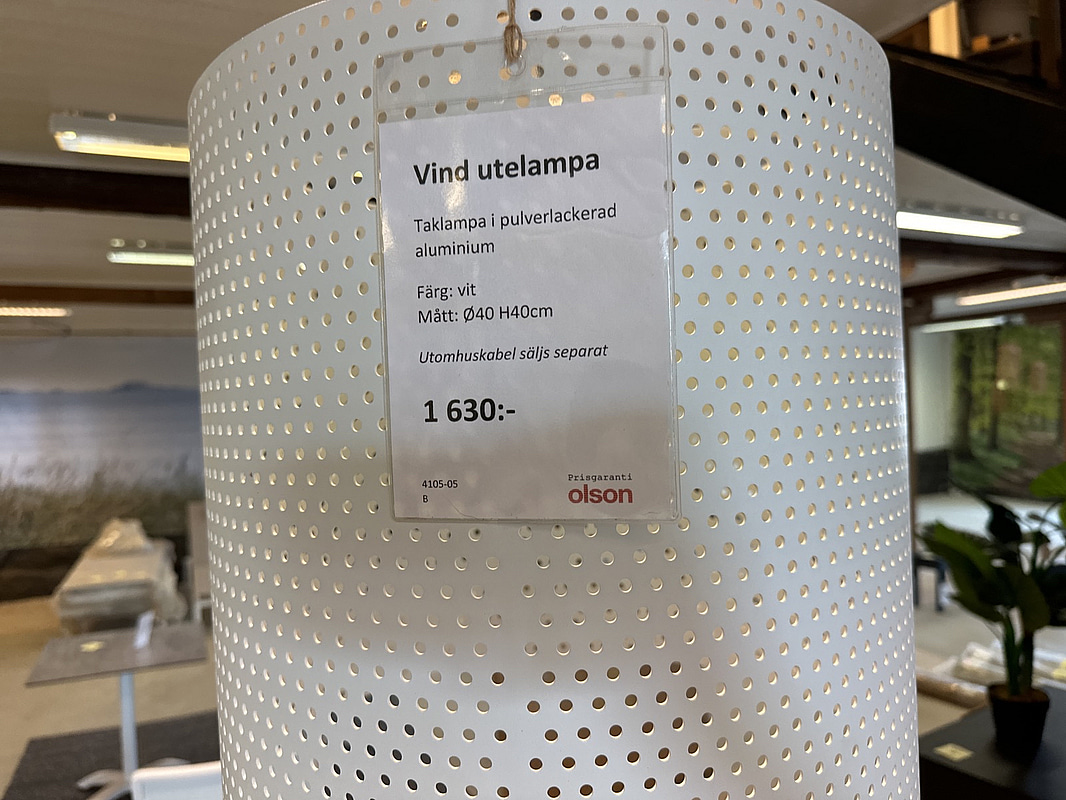 Vind utelampa
Taklampa i pulverlackerad
aluminium
Färg: vit
Mått: Ø40 H40cm
Utomhuskabel säljs separat
1 630:-
4105-05
B
Prisgaranti
olson